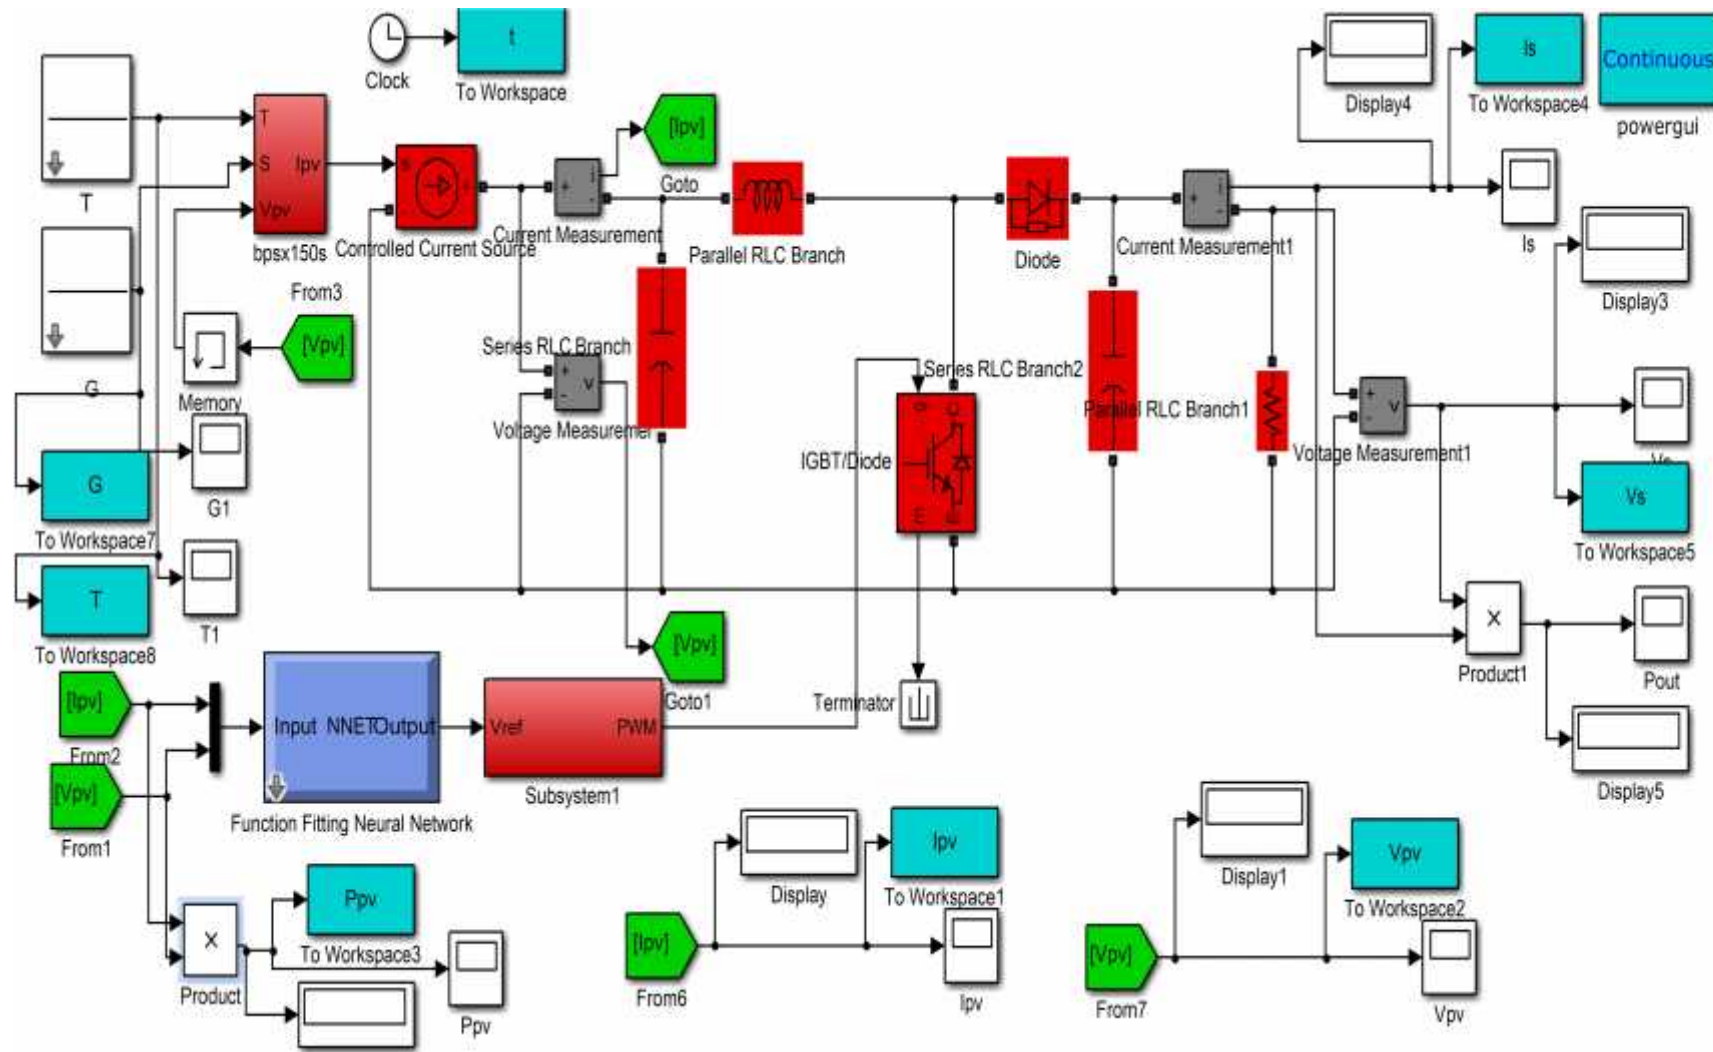 t
Clock
To Workspace
Display4
Is
To Workspace4
Continuous
powergui
T
T
S
Ipv
Vpv
bpsx150s
s
Controlled Current Source
+
i
-
Current Measurement
[Ipv]
Goto
Parallel RLC Branch
Diode
+
i
-
Current Measurement1
Is
Display3
G
From3
[Vpv]
Memory
Series RLC Branch
+
v
-
Voltage Measuremer
Series RLC Branch2
Parallel RLC Branch1
+
v
-
Voltage Measurement1
IGBT/Diode
g
C
m
E
G1
G
To Workspace7
Vs
To Workspace5
T1
T
To Workspace8
[Vpv]
Goto1
Terminator
X
Product1
Pout
Display5
[Ipv]
From2
[Vpv]
From1
Input
NNET
Output
Function Fitting Neural Network
Vref
PWM
Subsystem1
Ppv
To Workspace3
X
Product
Ppv
Display
Ipv
To Workspace1
[Ipv]
From6
Ipv
Display1
Vpv
To Workspace2
[Vpv]
From7
Vpv